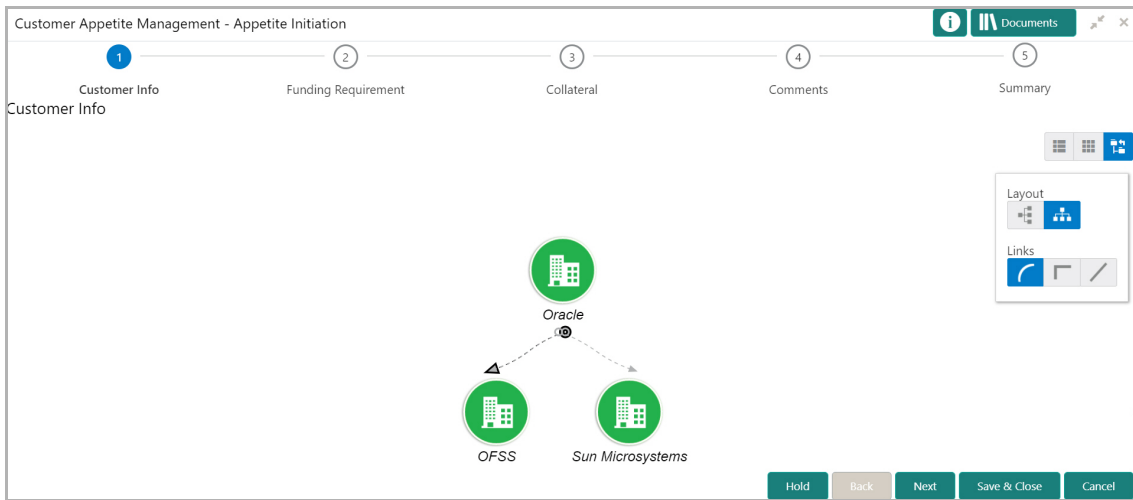 Customer Appetite Management - Appetite Initiation
Documents
1
2
3
4
5
Customer Info
Funding Requirement
Collateral
Comments
Summary
Customer Info
Layout
Links
Oracle
OFSS
Sun Microsystems
Hold
Back
Next
Save & Close
Cancel